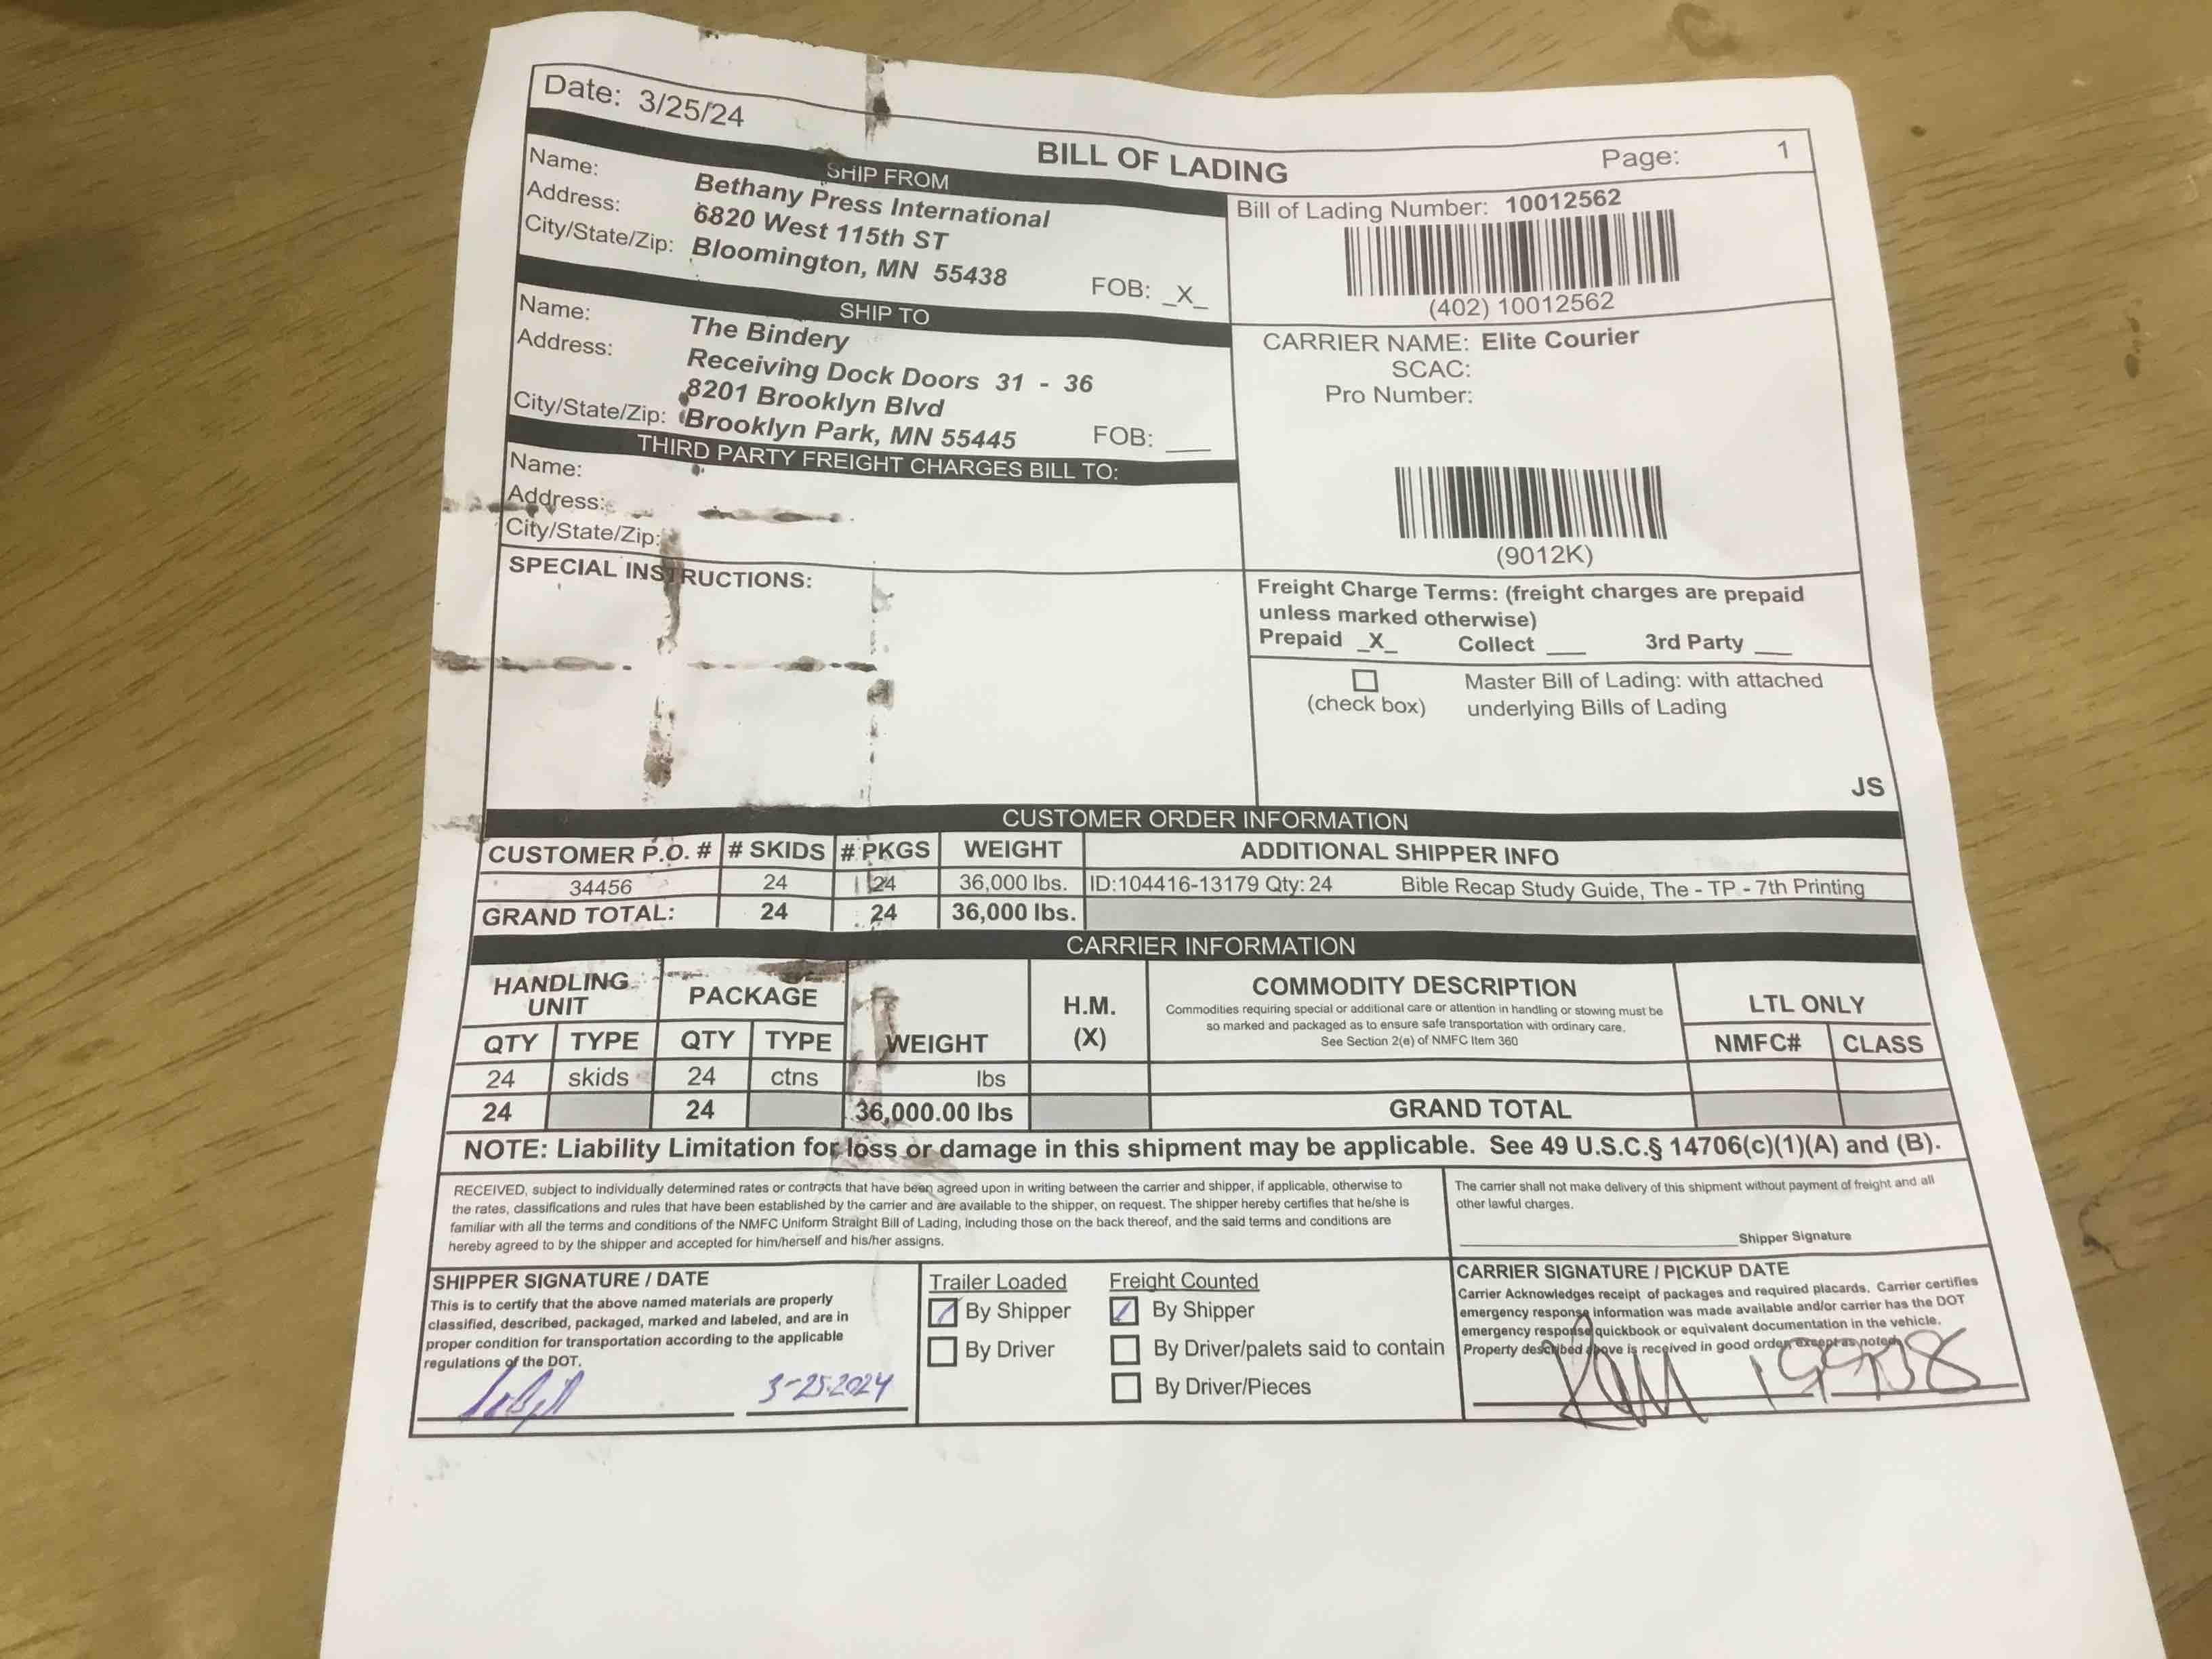 Date: 3/25/24
BILL OF LADING
Page: 1
SHIP FROM
Name: Bethany Press International
Address: 6820 West 115th ST
City/State/Zip: Bloomington, MN 55438
FOB: _X_
Bill of Lading Number: 10012562
(402) 10012562
SHIP TO
Name: The Bindery
Address: Receiving Dock Doors 31 - 36
8201 Brooklyn Blvd
City/State/Zip: Brooklyn Park, MN 55445
FOB: ___
CARRIER NAME: Elite Courier
SCAC:
Pro Number:
(9012K)
THIRD PARTY FREIGHT CHARGES BILL TO:
Name:
Address:
City/State/Zip:
SPECIAL INSTRUCTIONS:
Freight Charge Terms: (freight charges are prepaid
unless marked otherwise)
Prepaid _X_ Collect ___ 3rd Party ___
(check box)
Master Bill of Lading: with attached
underlying Bills of Lading
JS
CUSTOMER ORDER INFORMATION
CUSTOMER P.O. # # SKIDS # PKGS WEIGHT ADDITIONAL SHIPPER INFO
34456 24 24 36,000 lbs. ID:104416-13179 Qty: 24 Bible Recap Study Guide, The - TP - 7th Printing
GRAND TOTAL: 24 24 36,000 lbs.
CARRIER INFORMATION
HANDLING
UNIT
PACKAGE
WEIGHT
H.M.
(X)
COMMODITY DESCRIPTION
Commodities requiring special or additional care or attention in handling or stowing must be
so marked and packaged as to ensure safe transportation with ordinary care.
See Section 2(e) of NMFC Item 360
LTL ONLY
QTY TYPE QTY TYPE
NMFC# CLASS
24 skids 24 ctns lbs
24 24 36,000.00 lbs GRAND TOTAL
NOTE: Liability Limitation for loss or damage in this shipment may be applicable. See 49 U.S.C.§ 14706(c)(1)(A) and (B).
RECEIVED, subject to individually determined rates or contracts that have been agreed upon in writing between the carrier and shipper, if applicable, otherwise to
the rates, classifications and rules that have been established by the carrier and are available to the shipper, on request. The shipper hereby certifies that he/she is
familiar with all the terms and conditions of the NMFC Uniform Straight Bill of Lading, including those on the back thereof, and the said terms and conditions are
hereby agreed to by the shipper and accepted for him/herself and his/her assigns.
The carrier shall not make delivery of this shipment without payment of freight and all
other lawful charges.
Shipper Signature
SHIPPER SIGNATURE / DATE
This is to certify that the above named materials are properly
classified, described, packaged, marked and labeled, and are in
proper condition for transportation according to the applicable
regulations of the DOT.
3-25-2024
Trailer Loaded
By Shipper
By Driver
Freight Counted
By Shipper
By Driver/palets said to contain
By Driver/Pieces
CARRIER SIGNATURE / PICKUP DATE
Carrier Acknowledges receipt of packages and required placards. Carrier certifies
emergency response information was made available and/or carrier has the DOT
emergency response quickbook or equivalent documentation in the vehicle.
Property described above is received in good order, except as noted.